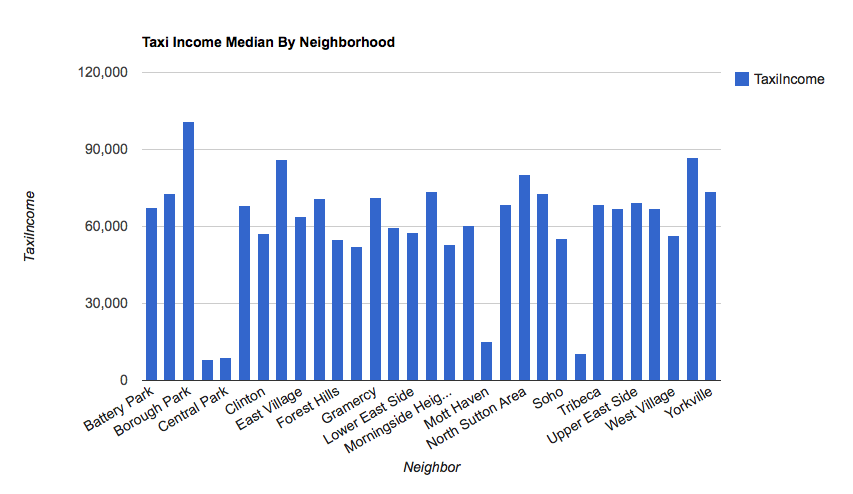 Taxi Income Median By Neighborhood
120,000
90,000
60,000
30,000
0
TaxiIncome
TaxiIncome
Battery Park
Borough Park
Central Park
Clinton
East Village
Forest Hills
Gramercy
Lower East Side
Morningside Heig...
Mott Haven
North Sutton Area
Soho
Tribeca
Upper East Side
West Village
Yorkville
Neighbor